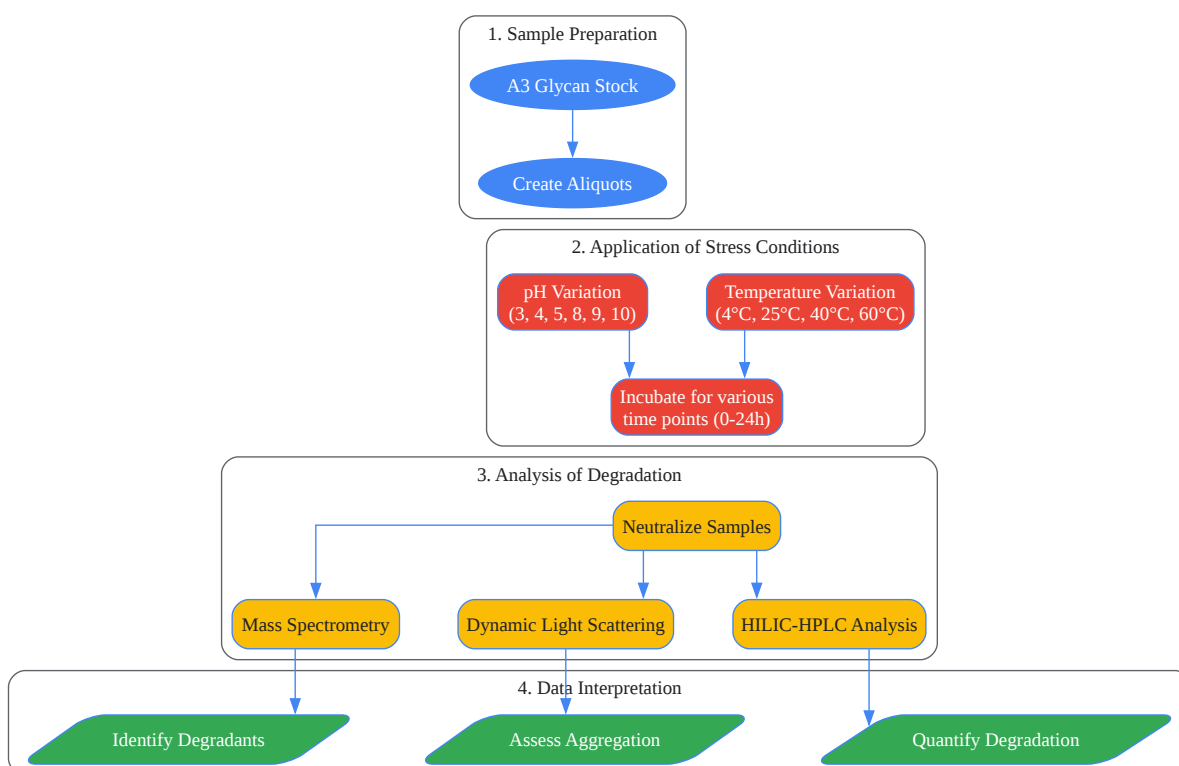 1. Sample Preparation
A3 Glycan Stock
Create Aliquots
2. Application of Stress Conditions
pH Variation
(3, 4, 5, 8, 9, 10)
Temperature Variation
(4°C, 25°C, 40°C, 60°C)
Incubate for various
time points (0-24h)
3. Analysis of Degradation
Neutralize Samples
Mass Spectrometry
Dynamic Light Scattering
HILIC-HPLC Analysis
4. Data Interpretation
Identify Degradants
Assess Aggregation
Quantify Degradation